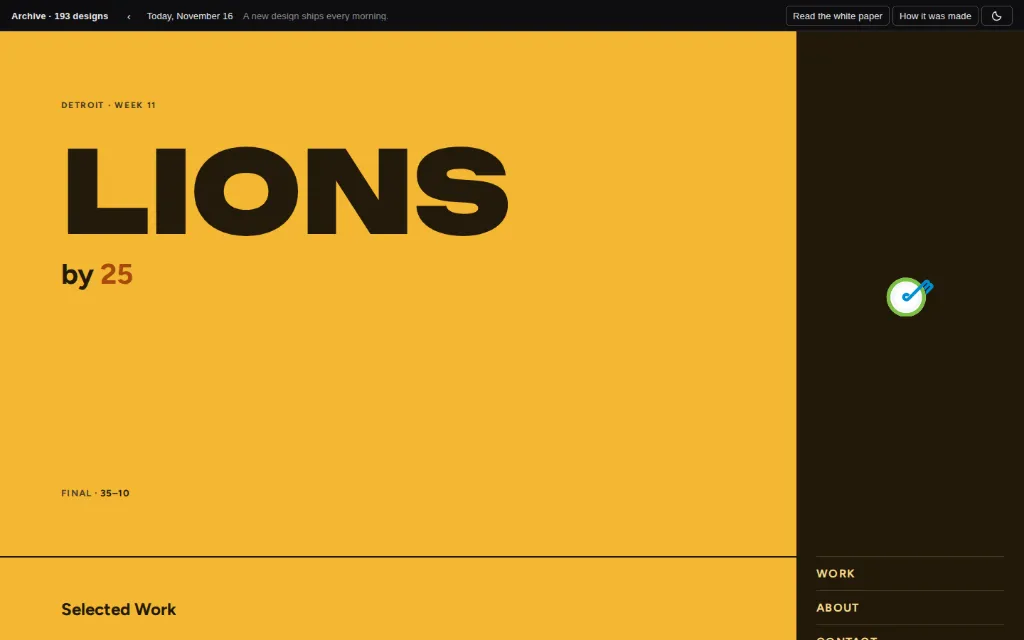 Archive · 193 designs ‹ Today, November 16 A new design ships every morning. Read the white paper How it was made
DETROIT · WEEK 11
LIONS
by 25
FINAL · 35–10
Selected Work
WORK
ABOUT
CONTACT